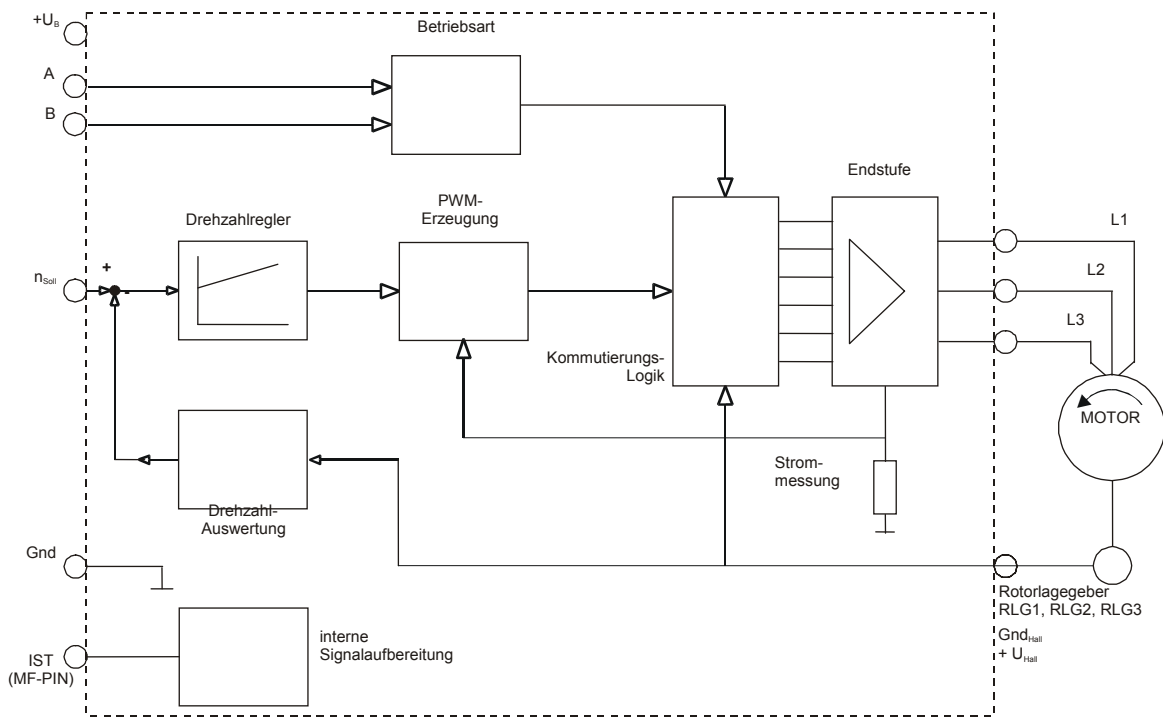 +U_B
Betriebsart
A
B
Endstufe
PWM-
Erzeugung
Drehzahlregler
L1
+
n_Soll
-
L2
L3
Kommutierungs-
Logik
MOTOR
Strom-
messung
Drehzahl-
Auswertung
Gnd
Rotorlagegeber
RLG1, RLG2, RLG3
Gnd_Hall
+ U_Hall
interne
Signalaufbereitung
IST
(MF-PIN)